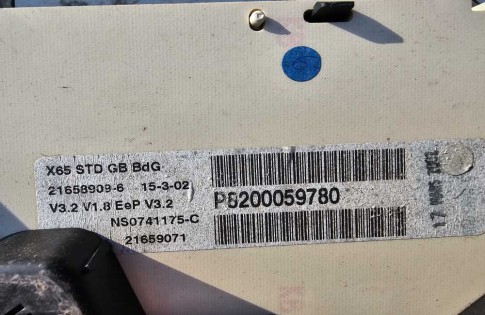 X65 STD GB BdG
21658909-6 15-3-02
V3.2 V1.8 EeP V3.2
NS0741175-C
21659071
P8200059780